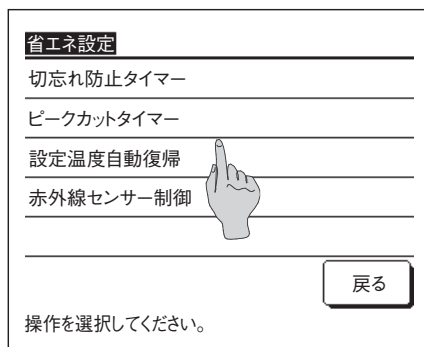 省エネ設定
切忘れ防止タイマー
ピークカットタイマー
設定温度自動復帰
赤外線センサー制御
戻る
操作を選択してください。